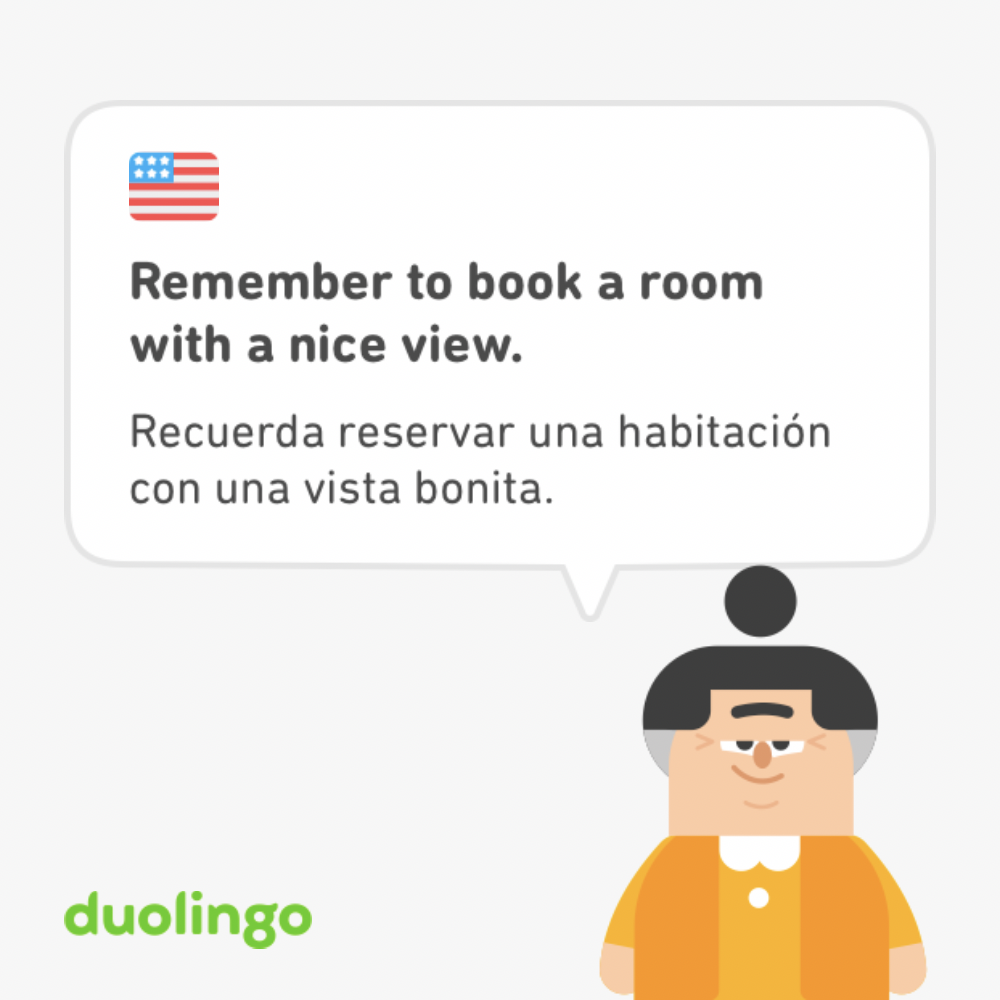 Remember to book a room
with a nice view.
Recuerda reservar una habitación
con una vista bonita.
duolingo